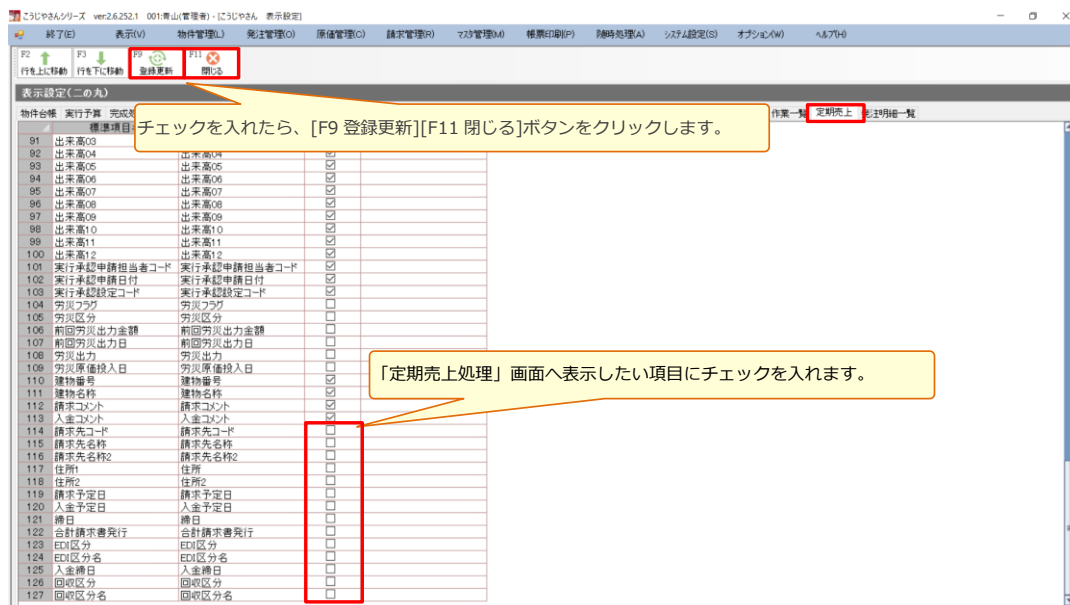 こうじやさんシリーズ ver.2.6.252.1 001:青山(管理者) - [こうじやさん 表示設定]
終了(E) 表示(V) 物件管理(L) 発注管理(O) 原価管理(C) 請求管理(R) マスタ管理(M) 帳票印刷(P) 随時処理(A) システム設定(S) オプション(W) ヘルプ(H)
F2 F3 F9 F11
行を上に移動 行を下に移動 登録更新 閉じる
表示設定(二の丸)
物件台帳 実行予算 作業一覧 定期売上 発注明細一覧
標準項目
チェックを入れたら、[F9 登録更新][F11 閉じる]ボタンをクリックします。
91 出来高03
92 出来高04 出来高04
93 出来高05 出来高05
94 出来高06 出来高06
95 出来高07 出来高07
96 出来高08 出来高08
97 出来高09 出来高09
98 出来高10 出来高10
99 出来高11 出来高11
100 出来高12 出来高12
101 実行承認申請担当者コード 実行承認申請担当者コード
102 実行承認申請日付 実行承認申請日付
103 実行承認設定コード 実行承認設定コード
104 労災フラグ 労災フラグ
105 労災区分 労災区分
106 前回労災出力金額 前回労災出力金額
107 前回労災出力日 前回労災出力日
108 労災出力 労災出力
109 労災原価投入日 労災原価投入日
110 建物番号 建物番号
111 建物名称 建物名称
112 請求コメント 請求コメント
113 入金コメント 入金コメント
「定期売上処理」画面へ表示したい項目にチェックを入れます。
114 請求先コード 請求先コード
115 請求先名称 請求先名称
116 請求先名称2 請求先名称2
117 住所1 住所
118 住所2 住所2
119 請求予定日 請求予定日
120 入金予定日 入金予定日
121 締日 締日
122 合計請求書発行 合計請求書発行
123 EDI区分 EDI区分
124 EDI区分名 EDI区分名
125 入金締日 入金締日
126 回収区分 回収区分
127 回収区分名 回収区分名